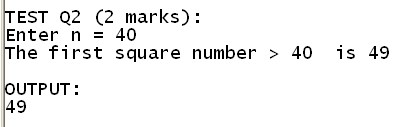 TEST Q2 (2 marks):
Enter n = 40
The first square number > 40  is 49

OUTPUT:
49